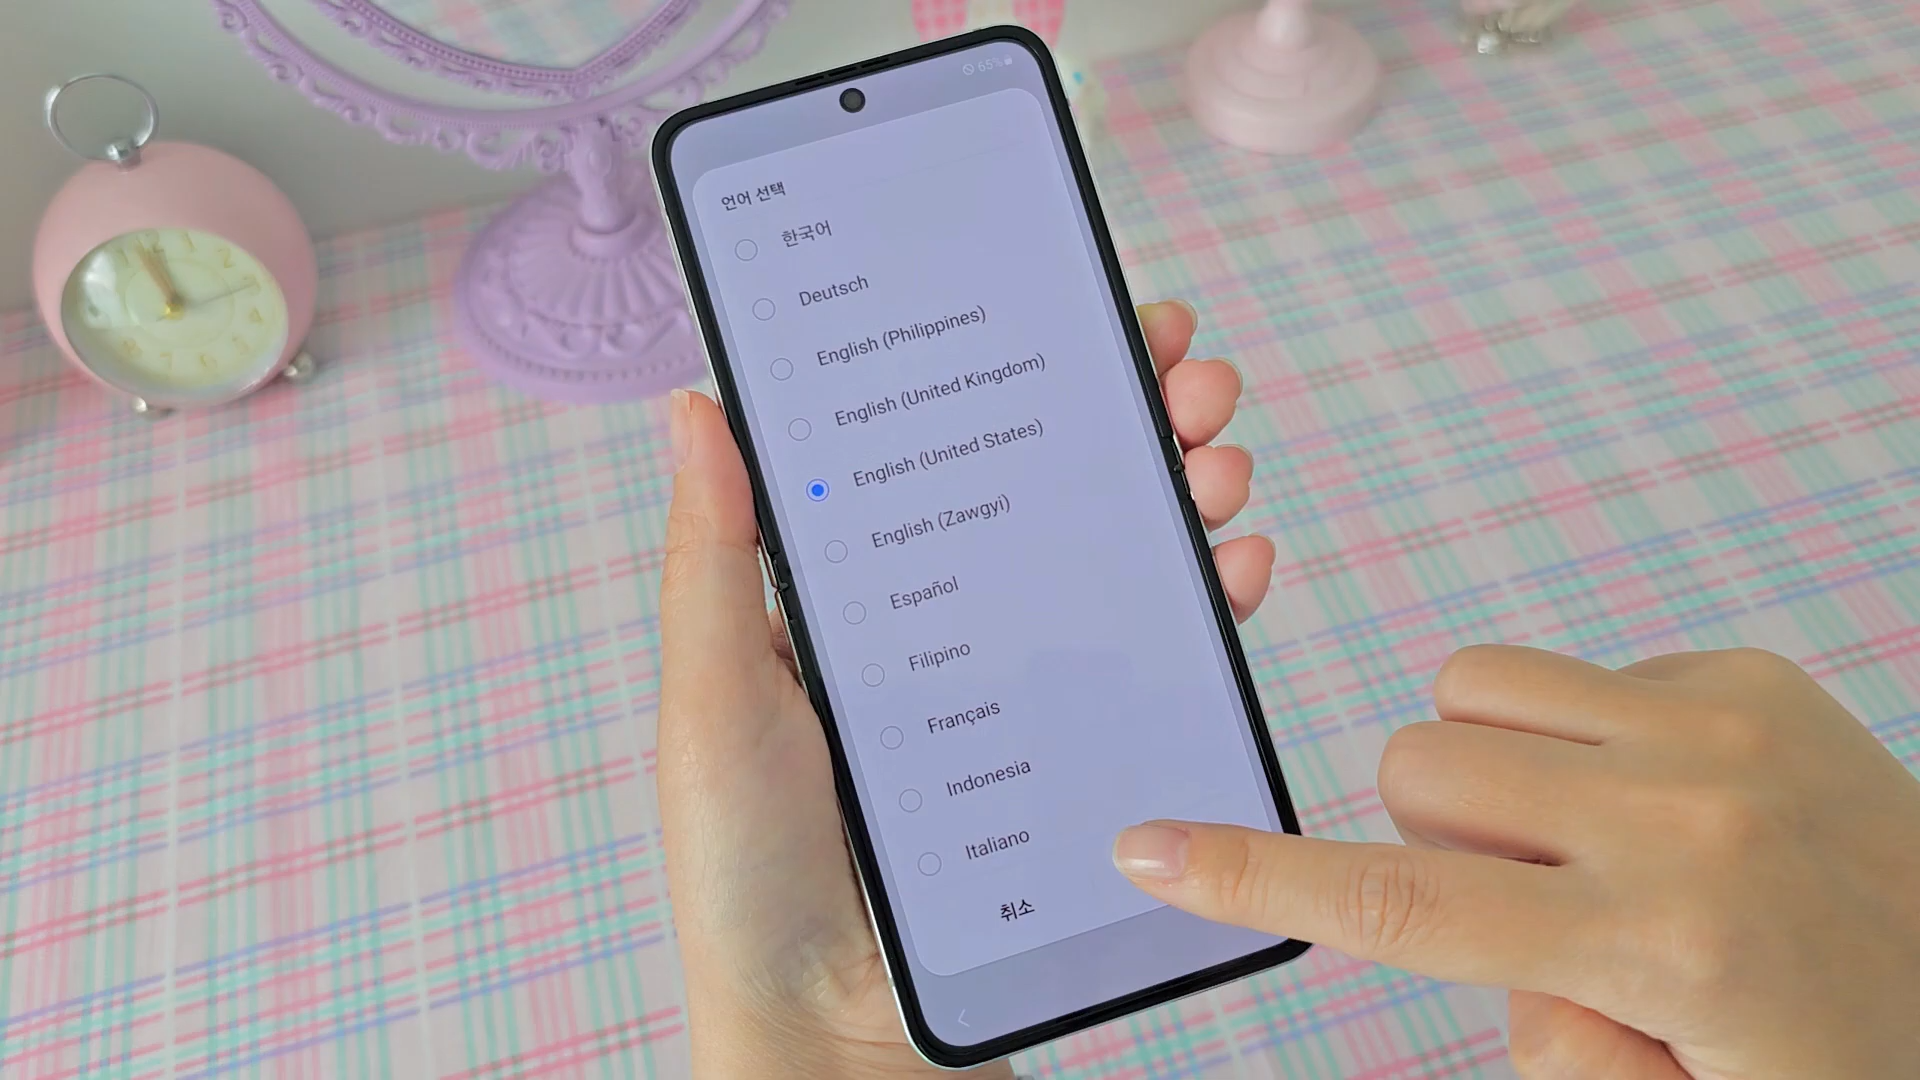 65%
언어 선택
한국어
Deutsch
English (Philippines)
English (United Kingdom)
English (United States)
English (Zawgyi)
Español
Filipino
Français
Indonesia
Italiano
취소